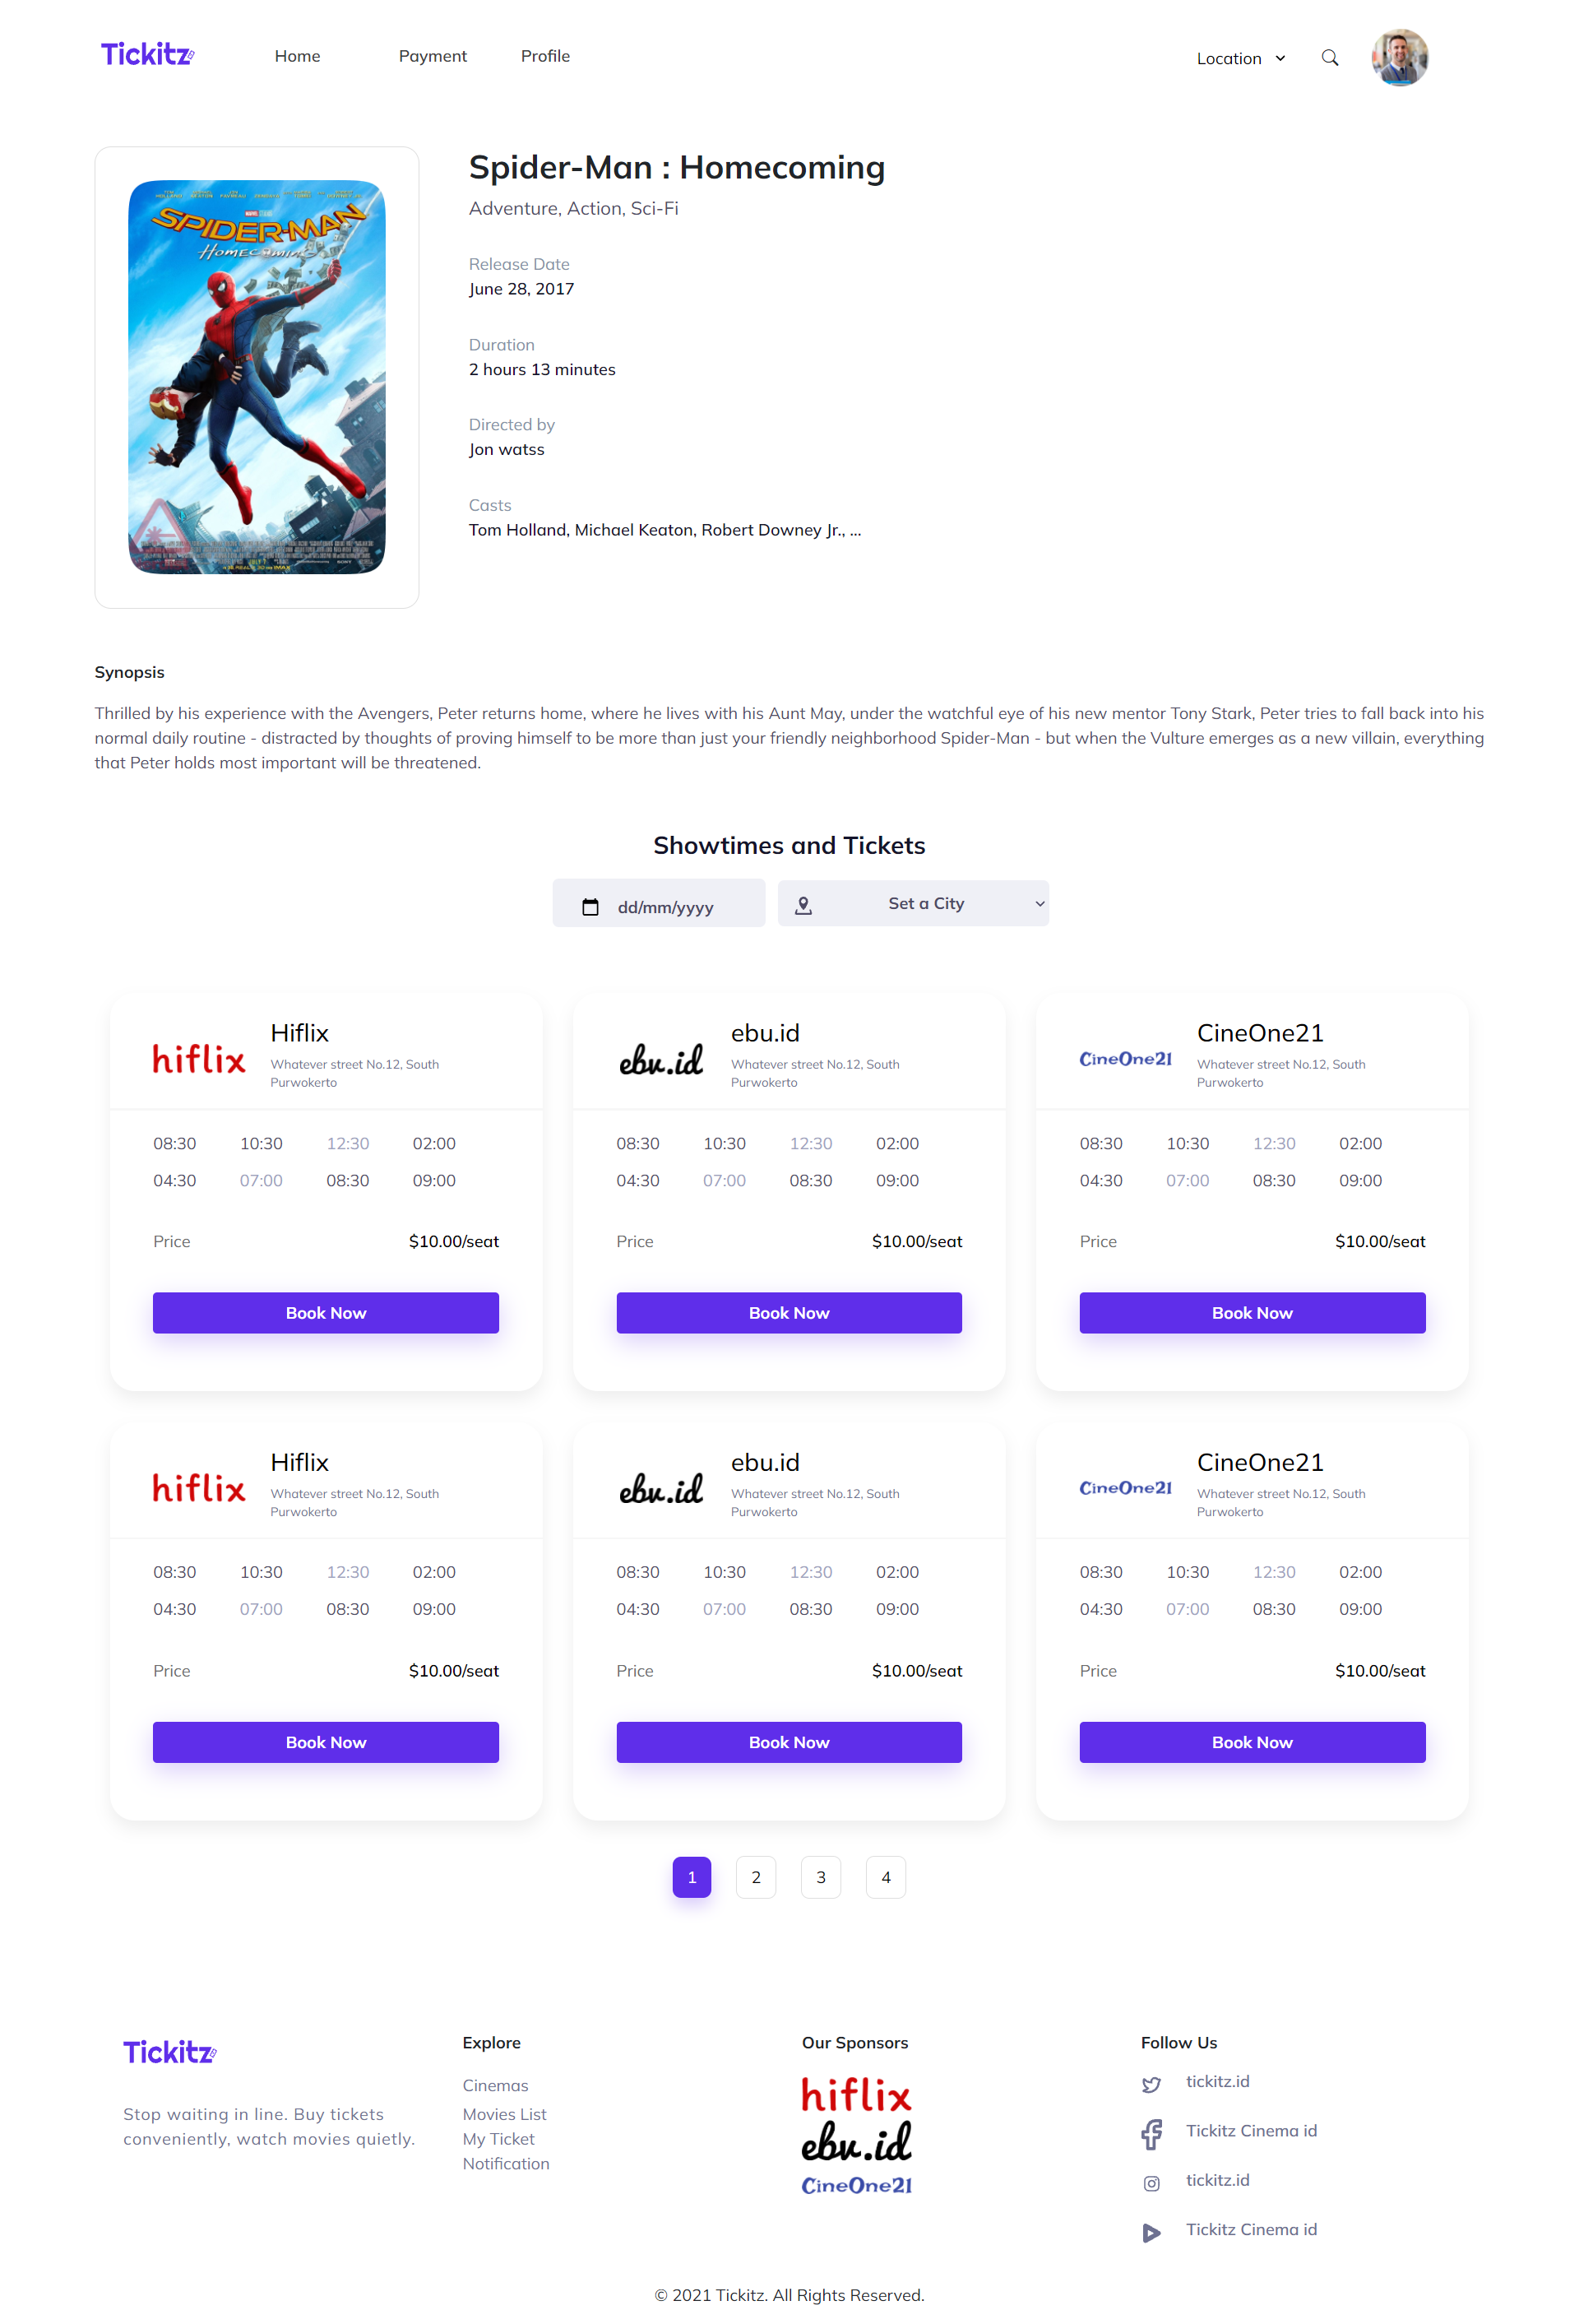 Tickitz
Home
Payment
Profile
Location
SPIDER-MAN
HOMECOMING
Spider-Man : Homecoming
Adventure, Action, Sci-Fi
Release Date
June 28, 2017
Duration
2 hours 13 minutes
Directed by
Jon watss
Casts
Tom Holland, Michael Keaton, Robert Downey Jr., ...
Synopsis
Thrilled by his experience with the Avengers, Peter returns home, where he lives with his Aunt May, under the watchful eye of his new mentor Tony Stark, Peter tries to fall back into his
normal daily routine - distracted by thoughts of proving himself to be more than just your friendly neighborhood Spider-Man - but when the Vulture emerges as a new villain, everything
that Peter holds most important will be threatened.
Showtimes and Tickets
dd/mm/yyyy
Set a City
hiflix
Hiflix
Whatever street No.12, South
Purwokerto
08:30 10:30 12:30 02:00
04:30 07:00 08:30 09:00
Price $10.00/seat
Book Now
ebu.id
ebu.id
Whatever street No.12, South
Purwokerto
08:30 10:30 12:30 02:00
04:30 07:00 08:30 09:00
Price $10.00/seat
Book Now
CineOne21
CineOne21
Whatever street No.12, South
Purwokerto
08:30 10:30 12:30 02:00
04:30 07:00 08:30 09:00
Price $10.00/seat
Book Now
hiflix
Hiflix
Whatever street No.12, South
Purwokerto
08:30 10:30 12:30 02:00
04:30 07:00 08:30 09:00
Price $10.00/seat
Book Now
ebu.id
ebu.id
Whatever street No.12, South
Purwokerto
08:30 10:30 12:30 02:00
04:30 07:00 08:30 09:00
Price $10.00/seat
Book Now
CineOne21
CineOne21
Whatever street No.12, South
Purwokerto
08:30 10:30 12:30 02:00
04:30 07:00 08:30 09:00
Price $10.00/seat
Book Now
1 2 3 4
Tickitz
Stop waiting in line. Buy tickets
conveniently, watch movies quietly.
Explore
Cinemas
Movies List
My Ticket
Notification
Our Sponsors
hiflix
ebu.id
CineOne21
Follow Us
tickitz.id
Tickitz Cinema id
tickitz.id
Tickitz Cinema id
© 2021 Tickitz. All Rights Reserved.